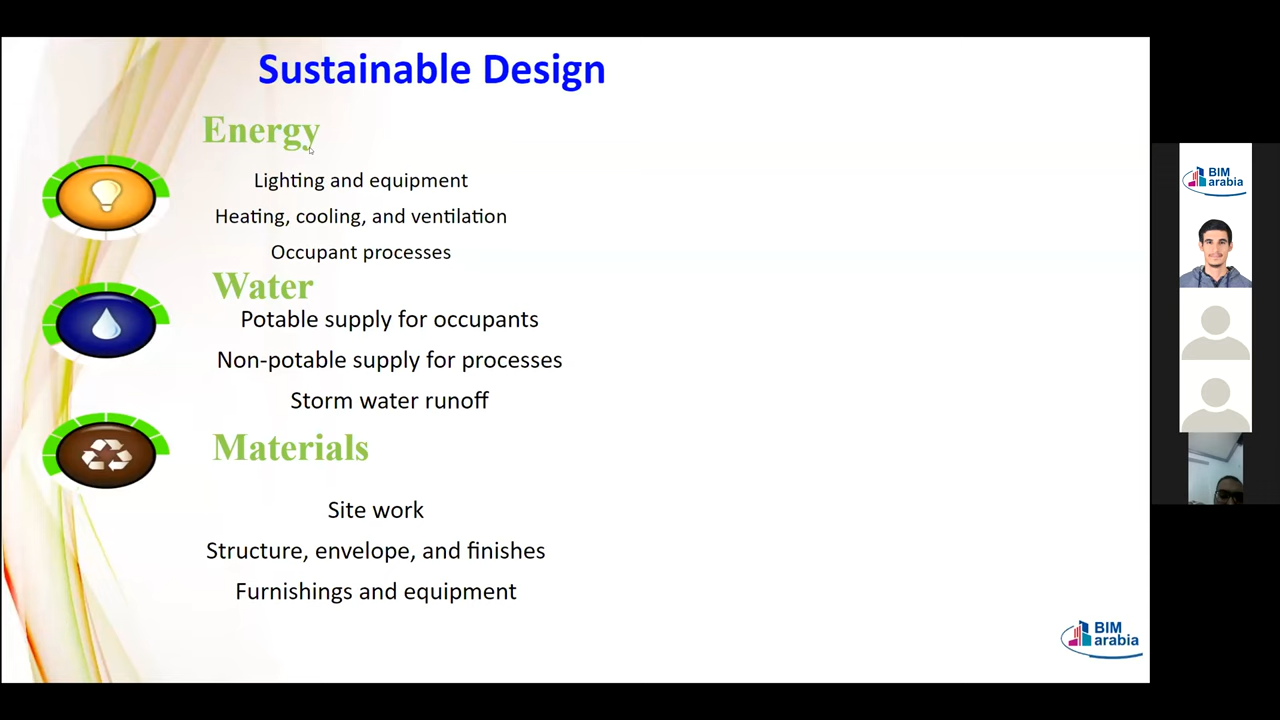 Sustainable Design
Energy
Lighting and equipment
Heating, cooling, and ventilation
Occupant processes
Water
Potable supply for occupants
Non-potable supply for processes
Storm water runoff
Materials
Site work
Structure, envelope, and finishes
Furnishings and equipment
BIM
arabia
BIM
arabia